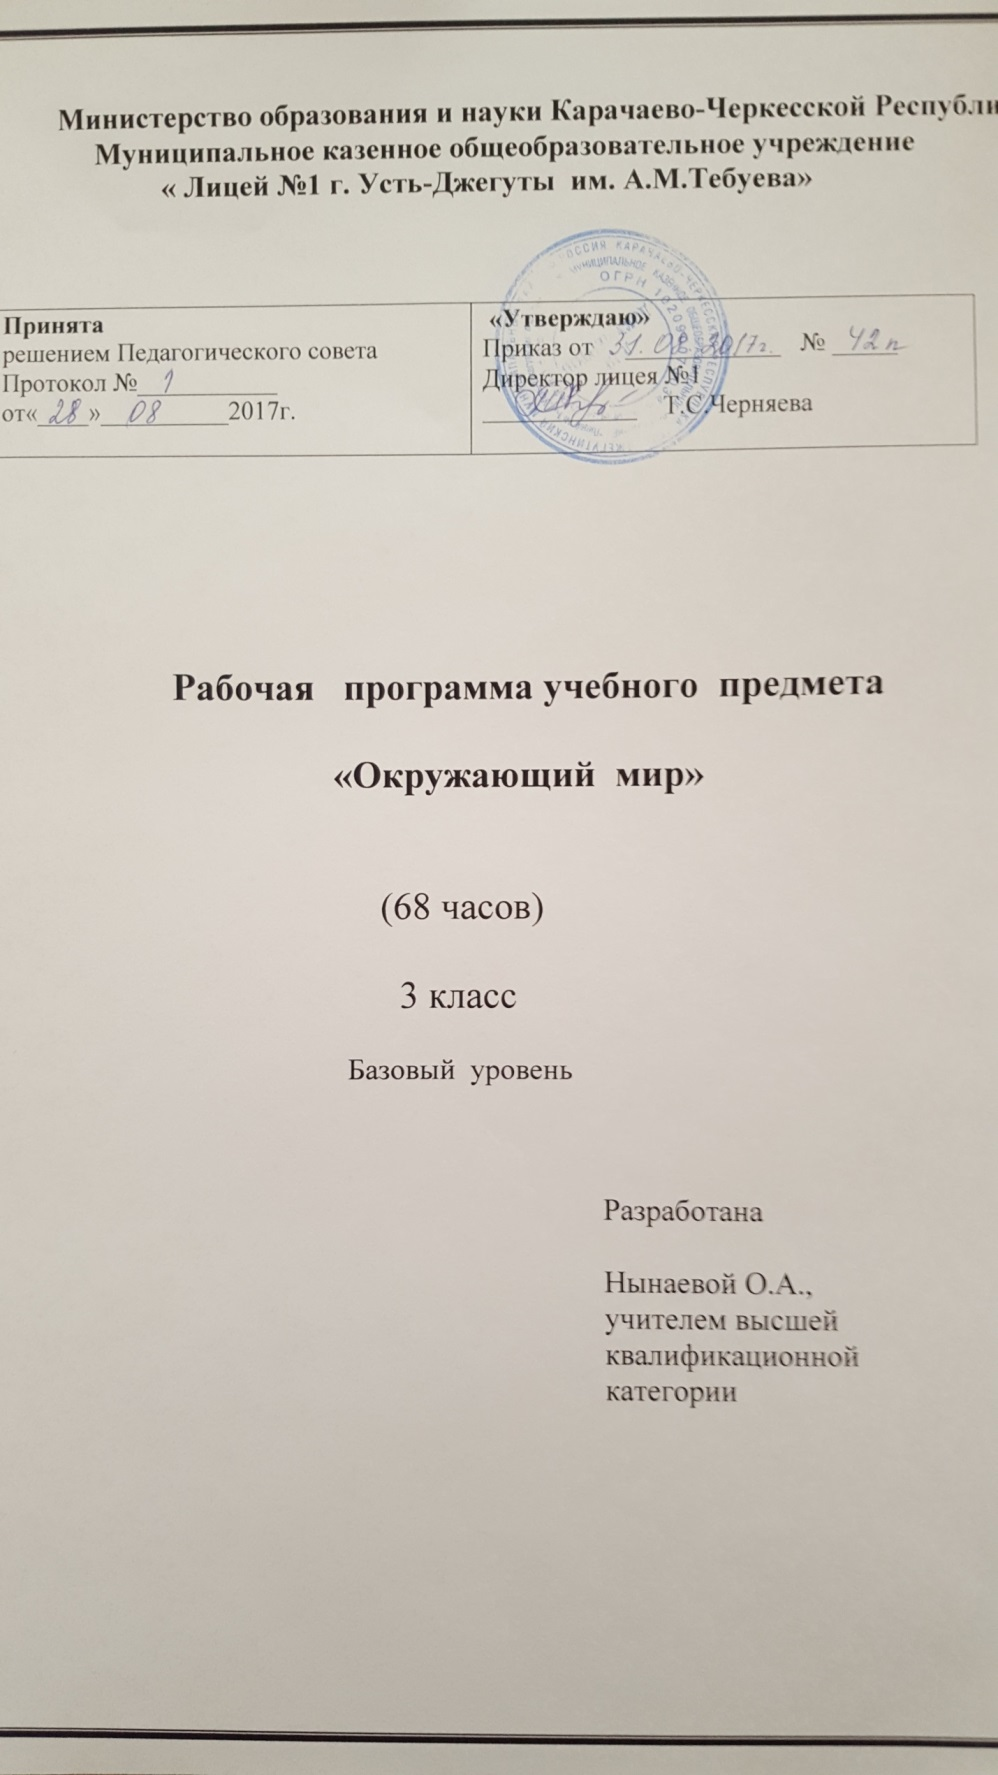 Министерство образования и науки Карачаево-Черкесской Республи
Муниципальное казенное общеобразовательное учреждение
« Лицей №1 г. Усть-Джегуты им. А.М.Тебуева»
Принята
решением Педагогического совета
Протокол № 1
от« 28 » 08 2017г.
«Утверждаю»
Приказ от 31.08.2017г. № 42п
Директор лицея №1
Т.С.Черняева
Рабочая программа учебного предмета
«Окружающий мир»
(68 часов)
3 класс
Базовый уровень
Разработана
Нынаевой О.А.,
учителем высшей
квалификационной
категории